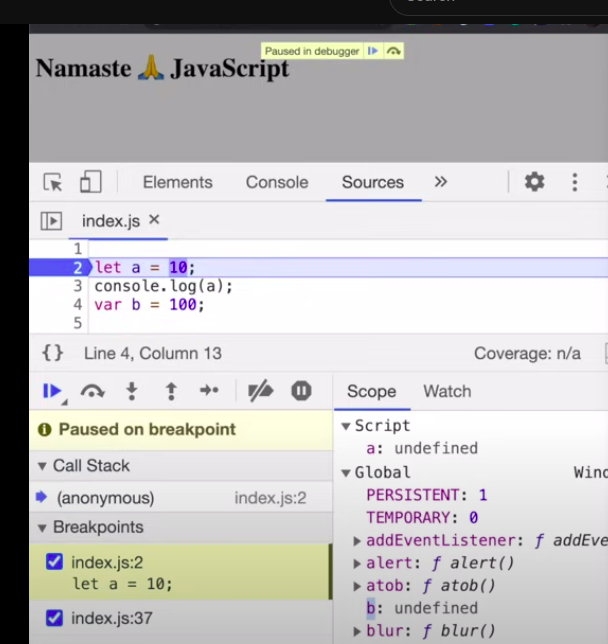 Paused in debugger
Namaste 🙏 JavaScript
Elements Console Sources »
index.js ×
1
2 let a = 10;
3 console.log(a);
4 var b = 100;
5
{} Line 4, Column 13 Coverage: n/a
Scope Watch
Paused on breakpoint
Call Stack
(anonymous) index.js:2
Breakpoints
index.js:2
let a = 10;
index.js:37
Script
a: undefined
Global
PERSISTENT: 1
TEMPORARY: 0
addEventListener: ƒ
alert: ƒ alert()
atob: ƒ atob()
b: undefined
blur: ƒ blur()